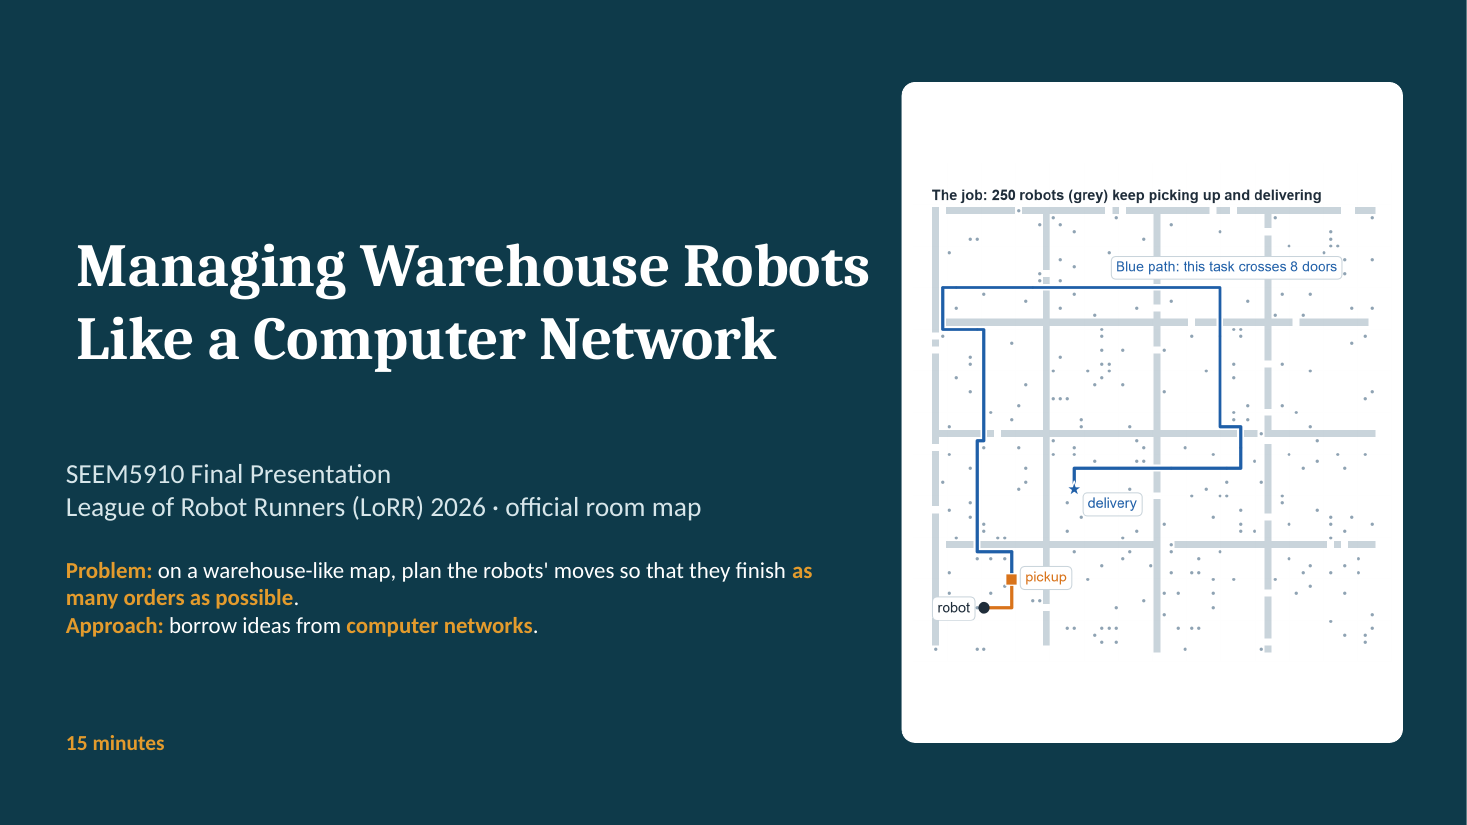 Managing Warehouse Robots
Like a Computer Network
SEEM5910 Final Presentation
League of Robot Runners (LoRR) 2026 · official room map
Problem: on a warehouse-like map, plan the robots' moves so that they finish as
many orders as possible.
Approach: borrow ideas from computer networks.
15 minutes
The job: 250 robots (grey) keep picking up and delivering
Blue path: this task crosses 8 doors
delivery
pickup
robot